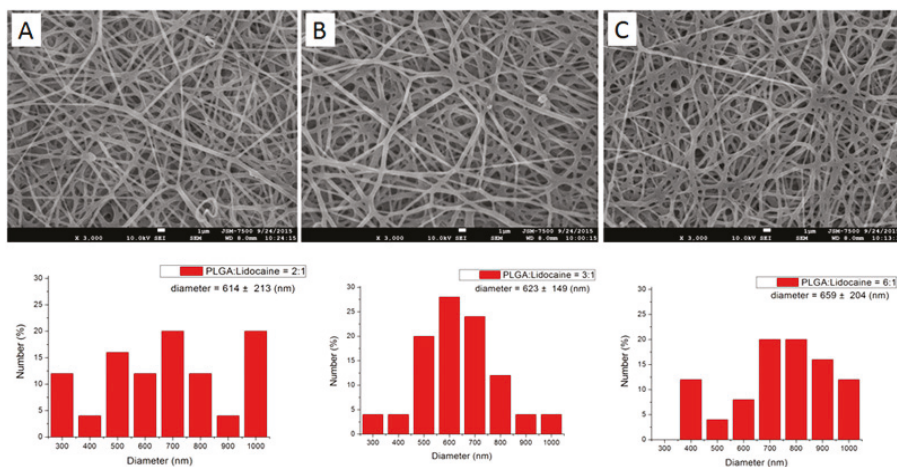 A
B
C
1μm JSM-7500 9/24/2015
X 3,000 10.0kV SEI SEM WD 8.0mm 10:24:15
1μm JSM-7500 9/24/2015
X 3,000 10.0kV SEI SEM WD 8.0mm 10:00:15
1μm JSM-7500 9/24/2015
X 3,000 10.0kV SEI SEM WD 8.0mm 10:13:
PLGA:Lidocaine = 2:1
diameter = 614 ± 213 (nm)
30
25
20
15
10
5
0
Number (%)
300 400 500 600 700 800 900 1000
Diameter (nm)
PLGA:Lidocaine = 3:1
diameter = 623 ± 149 (nm)
30
25
20
15
10
5
0
Number (%)
300 400 500 600 700 800 900 1000
Diameter (nm)
PLGA:Lidocaine = 6:1
diameter = 659 ± 204 (nm)
30
25
20
15
10
5
0
Number (%)
300 400 500 600 700 800 900 1000
Diameter (nm)